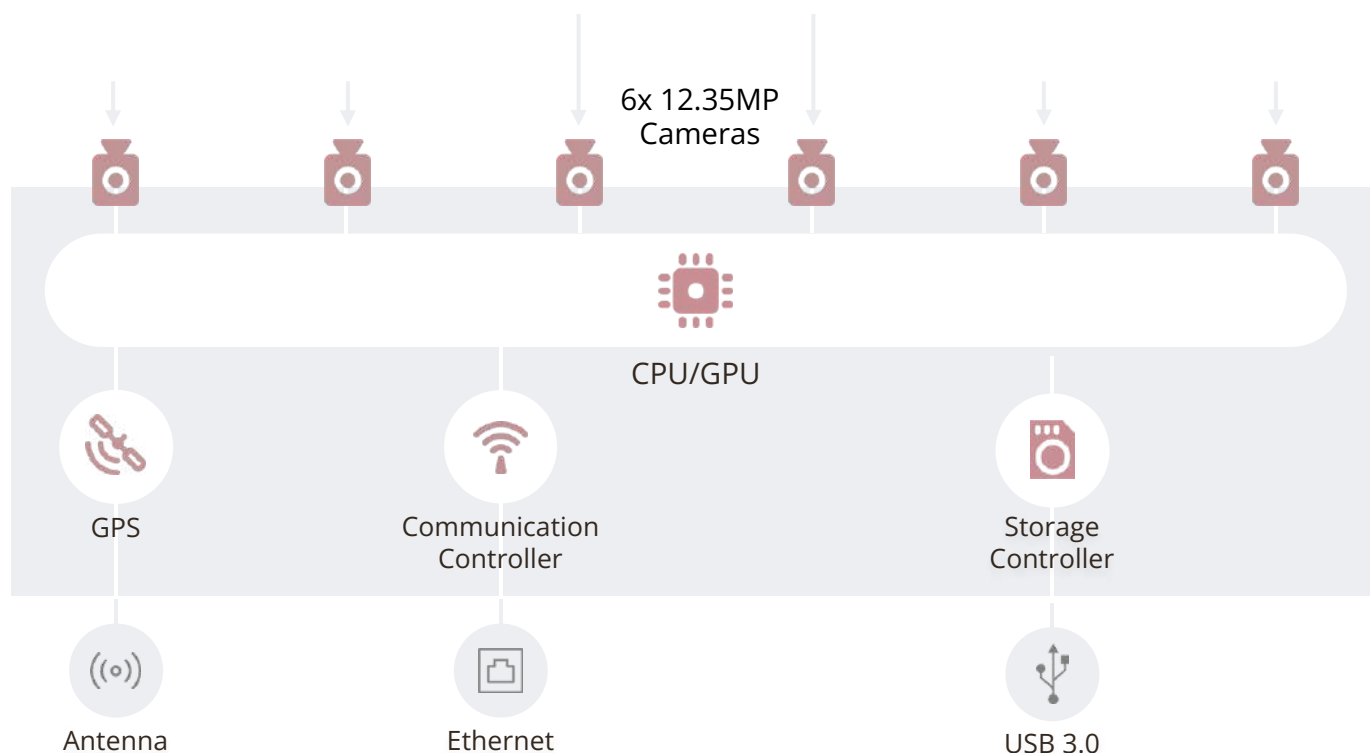 6x 12.35MP
Cameras
CPU/GPU
GPS
Communication
Controller
Storage
Controller
Antenna
Ethernet
USB 3.0